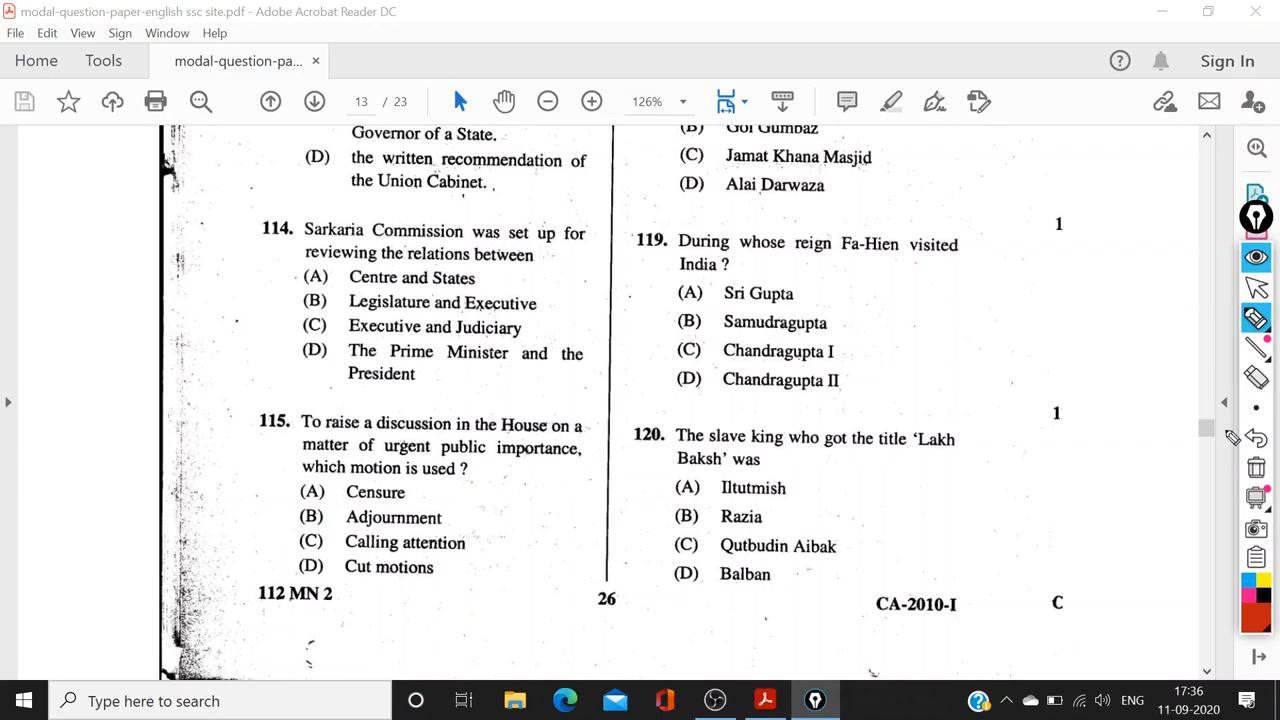 modal-question-paper-english ssc site.pdf - Adobe Acrobat Reader DC
File Edit View Sign Window Help
Home Tools modal-question-pa... × Sign In
13 / 23 126%
Governor of a State.
(D) the written recommendation of
the Union Cabinet.
114. Sarkaria Commission was set up for
reviewing the relations between
(A) Centre and States
(B) Legislature and Executive
(C) Executive and Judiciary
(D) The Prime Minister and the
President
115. To raise a discussion in the House on a
matter of urgent public importance,
which motion is used ?
(A) Censure
(B) Adjournment
(C) Calling attention
(D) Cut motions
112 MN 2
26
(B) Gol Gumbaz
(C) Jamat Khana Masjid
(D) Alai Darwaza
119. During whose reign Fa-Hien visited
India ?
(A) Sri Gupta
(B) Samudragupta
(C) Chandragupta I
(D) Chandragupta II
120. The slave king who got the title ‘Lakh
Baksh’ was
(A) Iltutmish
(B) Razia
(C) Qutbudin Aibak
(D) Balban
CA-2010-I
1
1
C
Type here to search
ENG
17:36
11-09-2020